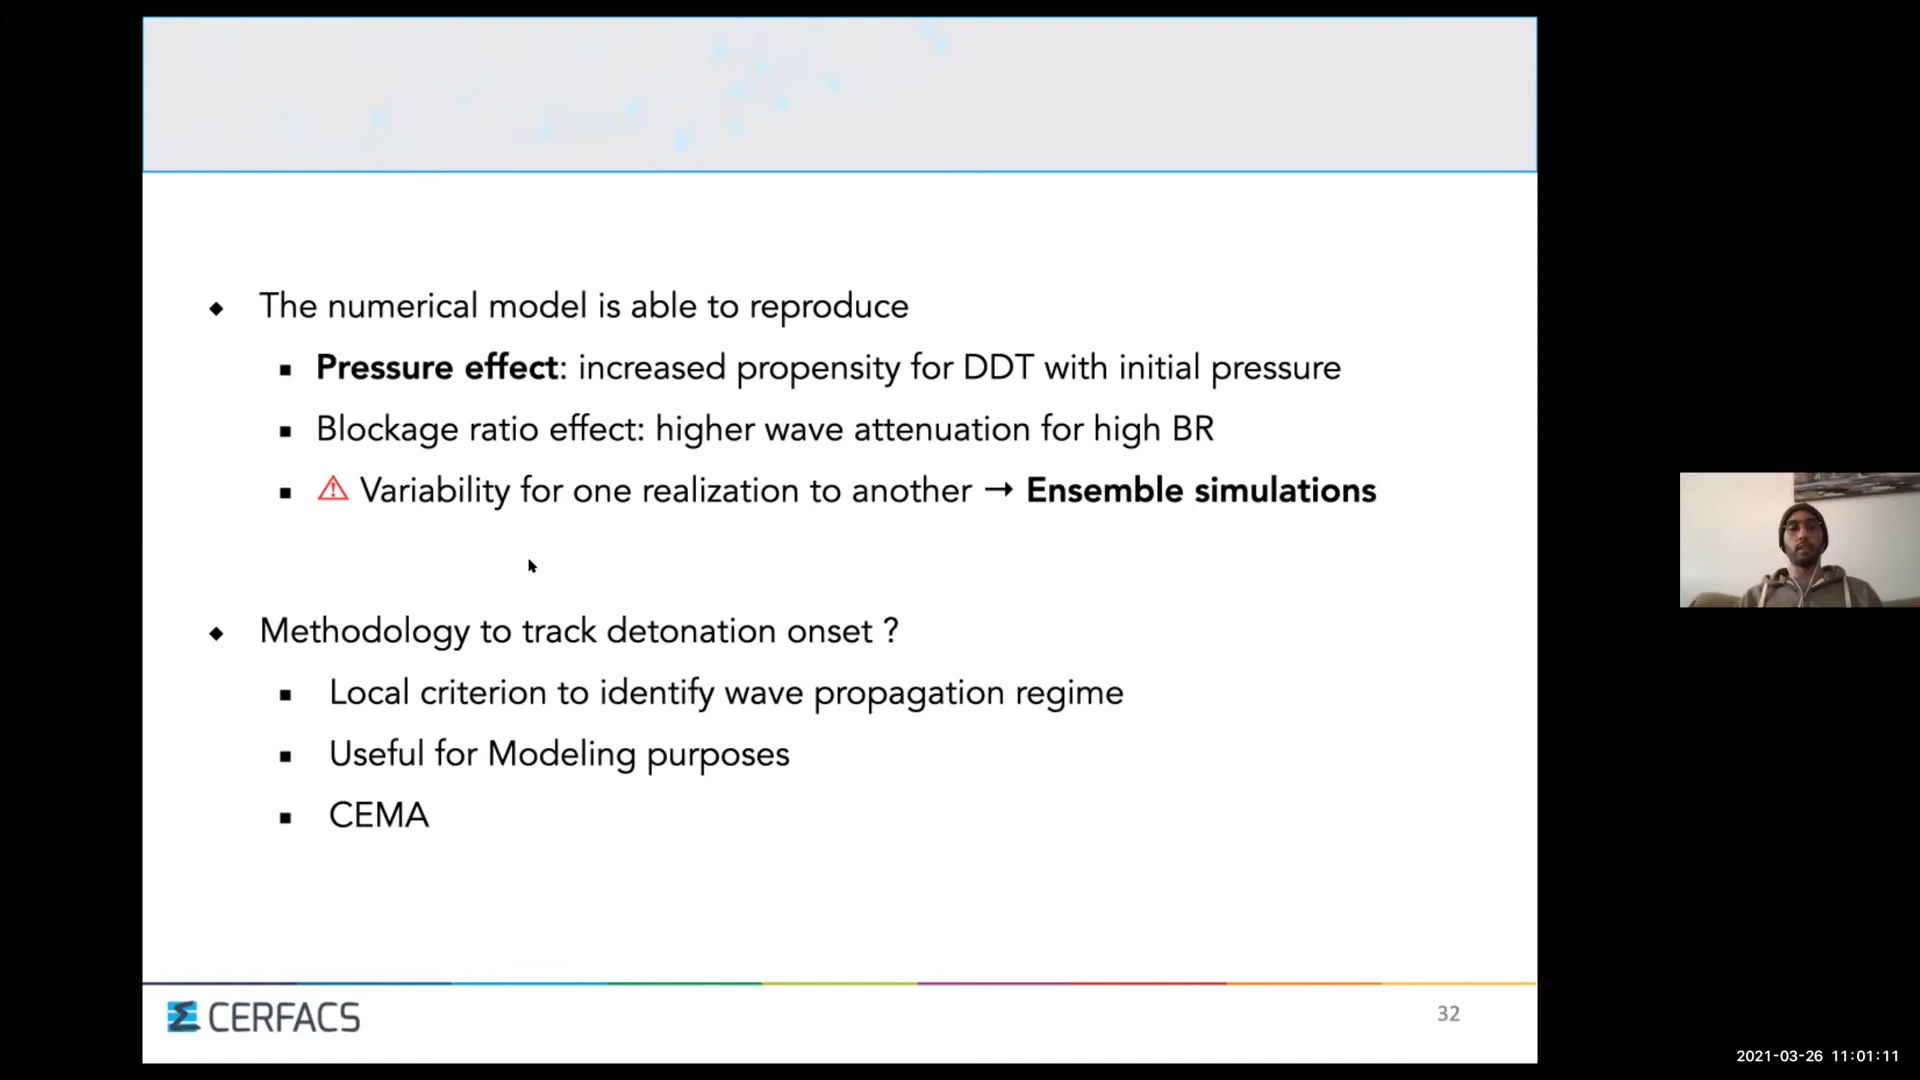 The numerical model is able to reproduce
Pressure effect: increased propensity for DDT with initial pressure
Blockage ratio effect: higher wave attenuation for high BR
⚠ Variability for one realization to another → Ensemble simulations
Methodology to track detonation onset ?
Local criterion to identify wave propagation regime
Useful for Modeling purposes
CEMA
CERFACS
32
2021-03-26 11:01:11